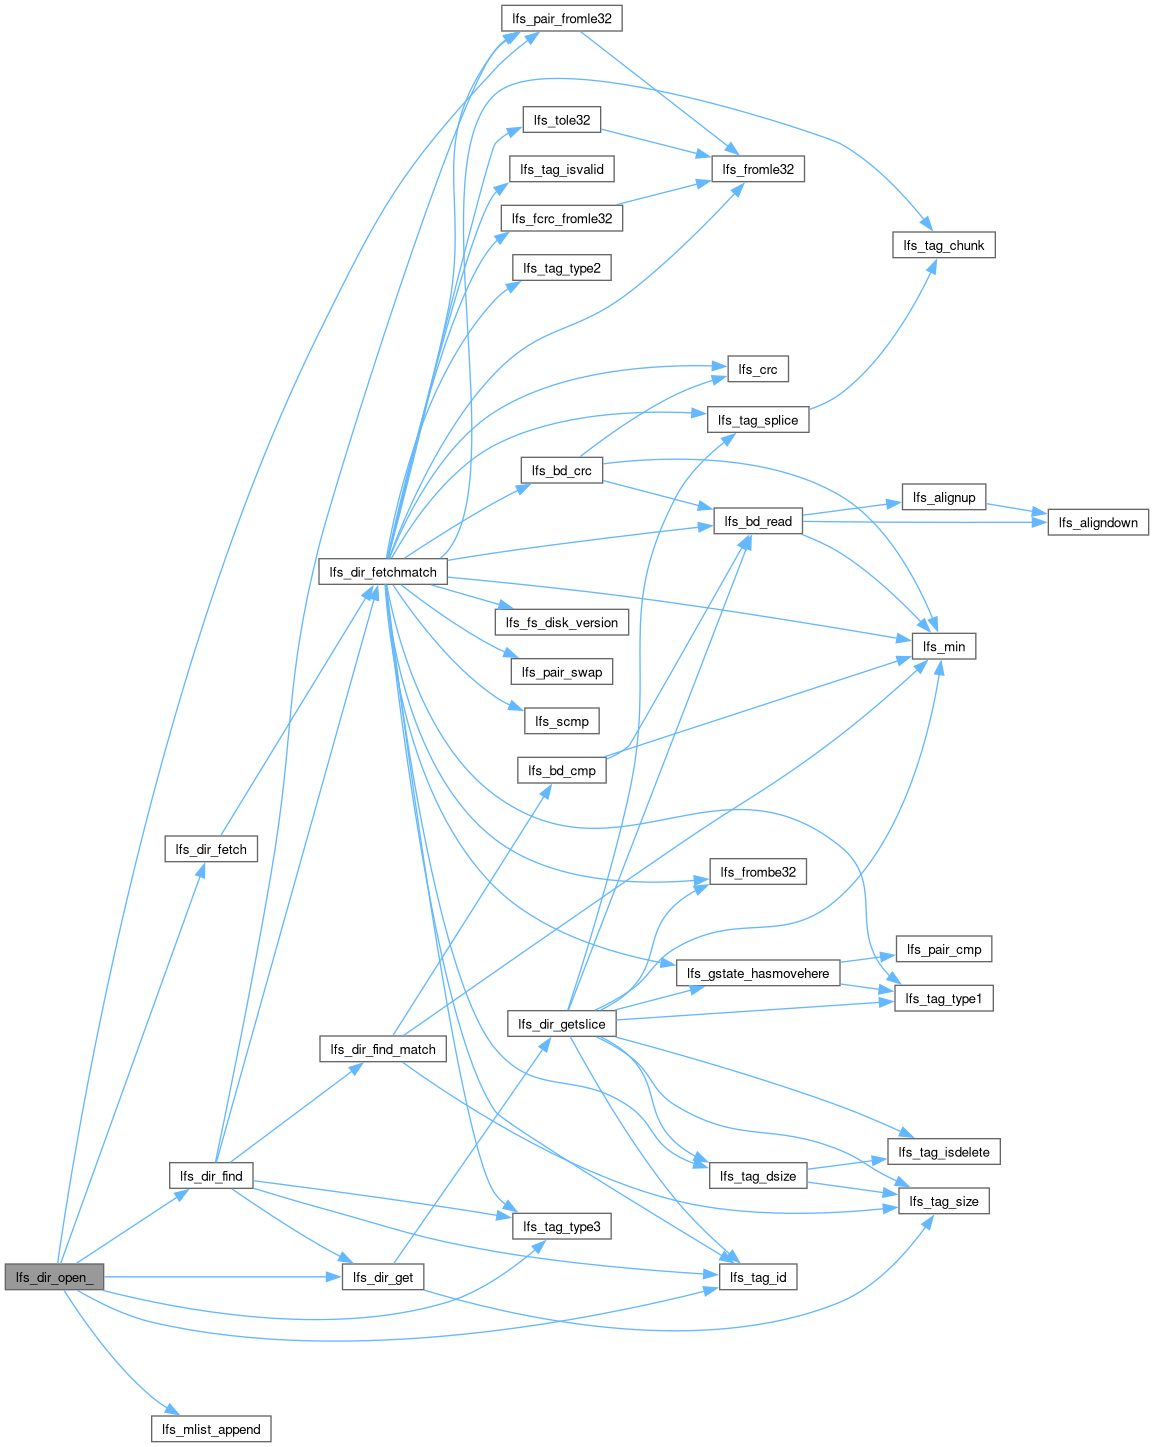 lfs_pair_fromle32
lfs_tole32
lfs_tag_isvalid
lfs_fromle32
lfs_fcrc_fromle32
lfs_tag_chunk
lfs_tag_type2
lfs_crc
lfs_tag_splice
lfs_bd_crc
lfs_alignup
lfs_bd_read
lfs_aligndown
lfs_dir_fetchmatch
lfs_fs_disk_version
lfs_min
lfs_pair_swap
lfs_scmp
lfs_bd_cmp
lfs_dir_fetch
lfs_frombe32
lfs_pair_cmp
lfs_gstate_hasmovehere
lfs_tag_type1
lfs_dir_getslice
lfs_dir_find_match
lfs_tag_isdelete
lfs_dir_find
lfs_tag_dsize
lfs_tag_size
lfs_tag_type3
lfs_dir_open_
lfs_dir_get
lfs_tag_id
lfs_mlist_append